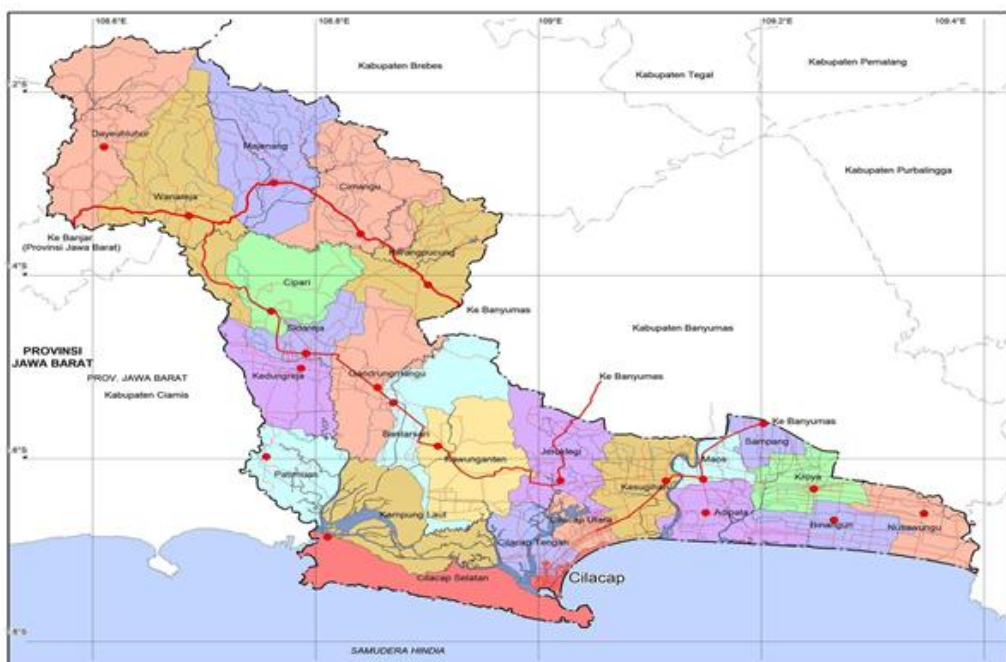 108.6°E
108.8°E
109°E
109.2°E
109.4°E
Kabupaten Brebes
Kabupaten Tegal
Kabupaten Pemalang
Dayeuhluhur
Majenang
Cimanggu
Kabupaten Purbalingga
Wanareja
Ke Banjar
(Provinsi Jawa Barat)
Karangpucung
Cipari
Ke Banyumas
Sidareja
Kabupaten Banyumas
PROVINSI
JAWA BARAT
PROV. JAWA BARAT
Kabupaten Ciamis
Kedungreja
Gandrungmangu
Ke Banyumas
Bantarsari
Ke Banyumas
Sampang
Patimuan
Kawunganten
Jeruklegi
Maos
Kroya
Kesugihan
Kampung Laut
Cilacap Utara
Adipala
Binangun
Nusawungu
Cilacap Tengah
Cilacap Selatan
Cilacap
SAMUDERA HINDIA